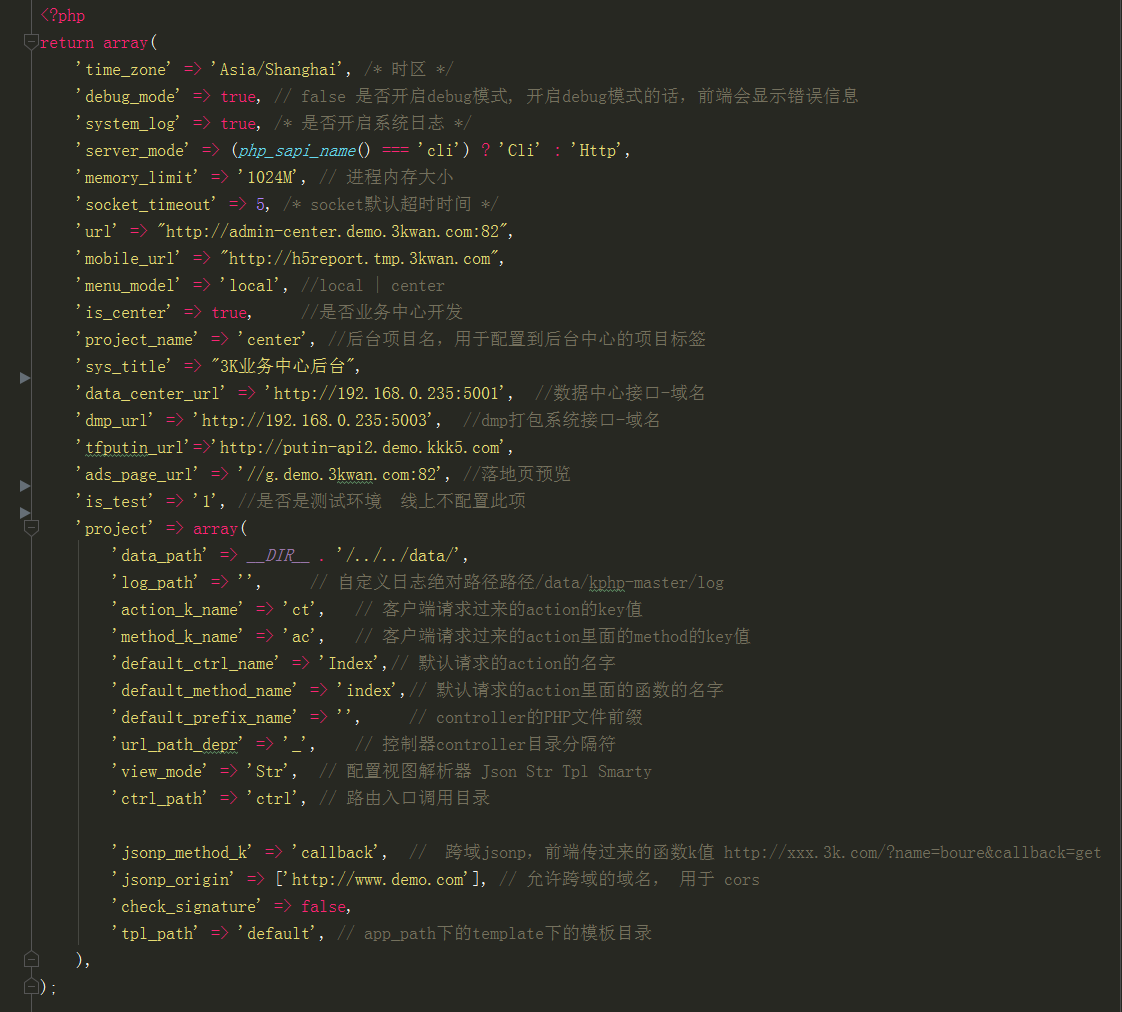 <?php
return array(
'time_zone' => 'Asia/Shanghai', /* 时区 */
'debug_mode' => true, // false 是否开启debug模式, 开启debug模式的话，前端会显示错误信息
'system_log' => true, /* 是否开启系统日志 */
'server_mode' => (php_sapi_name() === 'cli') ? 'Cli' : 'Http',
'memory_limit' => '1024M', // 进程内存大小
'socket_timeout' => 5, /* socket默认超时时间 */
'url' => "http://admin-center.demo.3kwan.com:82",
'mobile_url' => "http://h5report.tmp.3kwan.com",
'menu_model' => 'local', //local | center
'is_center' => true, //是否业务中心开发
'project_name' => 'center', //后台项目名，用于配置到后台中心的项目标签
'sys_title' => "3K业务中心后台",
'data_center_url' => 'http://192.168.0.235:5001', //数据中心接口-域名
'dmp_url' => 'http://192.168.0.235:5003', //dmp打包系统接口-域名
'tfputin_url'=>'http://putin-api2.demo.kkk5.com',
'ads_page_url' => '//g.demo.3kwan.com:82', //落地页预览
'is_test' => '1', //是否是测试环境 线上不配置此项
'project' => array(
'data_path' => __DIR__ . '/../../data/',
'log_path' => '', // 自定义日志绝对路径路径/data/kphp-master/log
'action_k_name' => 'ct', // 客户端请求过来的action的key值
'method_k_name' => 'ac', // 客户端请求过来的action里面的method的key值
'default_ctrl_name' => 'Index',// 默认请求的action的名字
'default_method_name' => 'index',// 默认请求的action里面的函数的名字
'default_prefix_name' => '', // controller的PHP文件前缀
'url_path_depr' => '_', // 控制器controller目录分隔符
'view_mode' => 'Str', // 配置视图解析器 Json Str Tpl Smarty
'ctrl_path' => 'ctrl', // 路由入口调用目录
'jsonp_method_k' => 'callback', // 跨域jsonp，前端传过来的函数k值 http://xxx.3k.com/?name=boure&callback=get
'jsonp_origin' => ['http://www.demo.com'], // 允许跨域的域名， 用于 cors
'check_signature' => false,
'tpl_path' => 'default', // app_path下的template下的模板目录
),
);